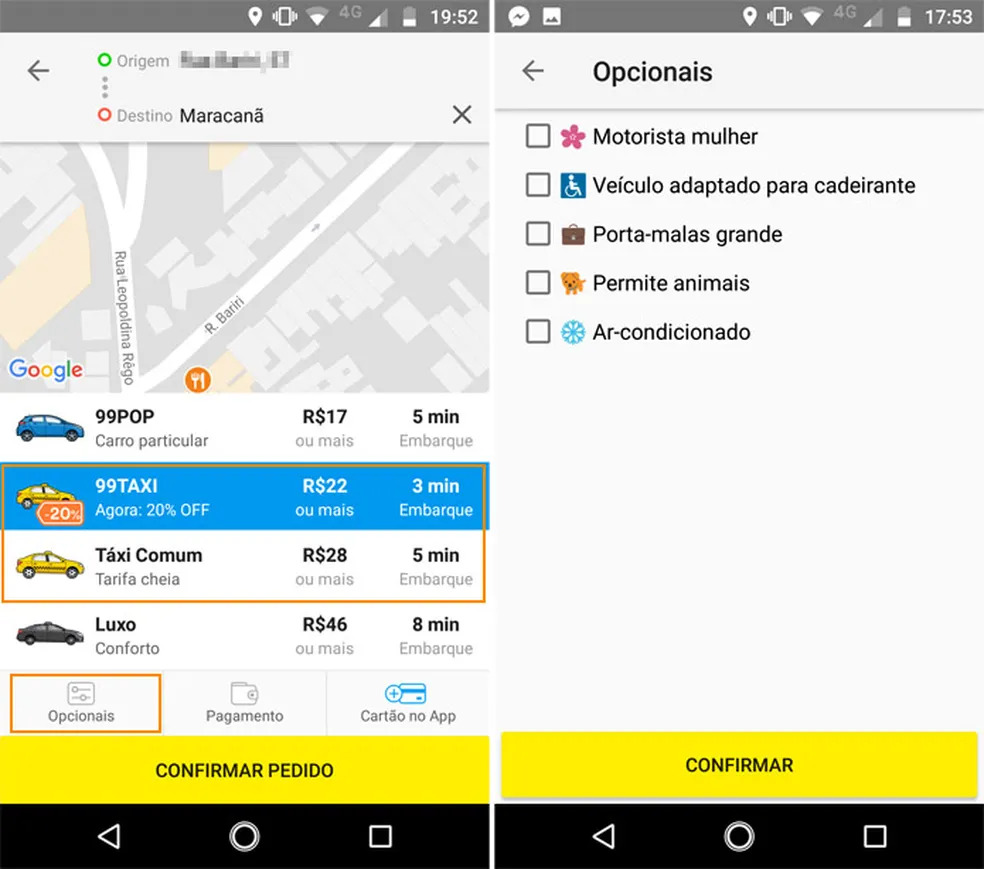 4G 19:52
Origem
Destino Maracanã
Rua Leopoldina Rêgo
R. Bariri
Google
99POP R$17 5 min
Carro particular ou mais Embarque
99TAXI R$22 3 min
-20% Agora: 20% OFF ou mais Embarque
Táxi Comum R$28 5 min
Tarifa cheia ou mais Embarque
Luxo R$46 8 min
Conforto ou mais Embarque
Opcionais Pagamento Cartão no App
CONFIRMAR PEDIDO
4G 17:53
Opcionais
Motorista mulher
Veículo adaptado para cadeirante
Porta-malas grande
Permite animais
Ar-condicionado
CONFIRMAR